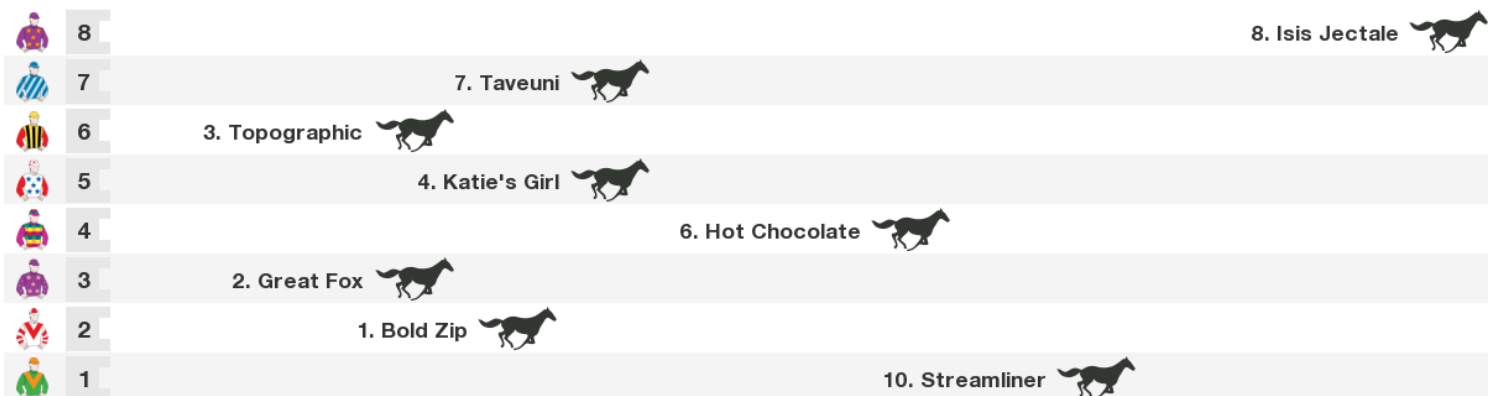 8 8. Isis Jectale
7 7. Taveuni
6 3. Topographic
5 4. Katie's Girl
4 6. Hot Chocolate
3 2. Great Fox
2 1. Bold Zip
1 10. Streamliner